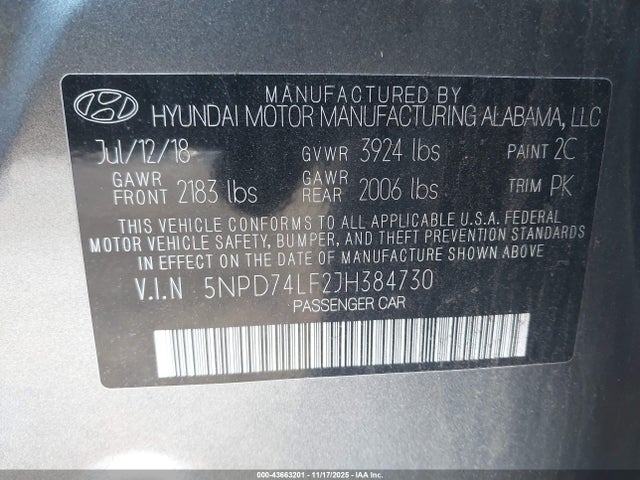 MANUFACTURED BY
HYUNDAI MOTOR MANUFACTURING ALABAMA, LLC
Jul/12/18 GVWR 3924 lbs PAINT 2C
GAWR FRONT 2183 lbs GAWR REAR 2006 lbs TRIM PK
THIS VEHICLE CONFORMS TO ALL APPLICABLE U.S.A. FEDERAL
MOTOR VEHICLE SAFETY, BUMPER, AND THEFT PREVENTION STANDARDS
IN EFFECT ON THE DATE OF MANUFACTURE SHOWN ABOVE.
V.I.N 5NPD74LF2JH384730
PASSENGER CAR
000-43663201 - 11/17/2025 - IAA Inc.